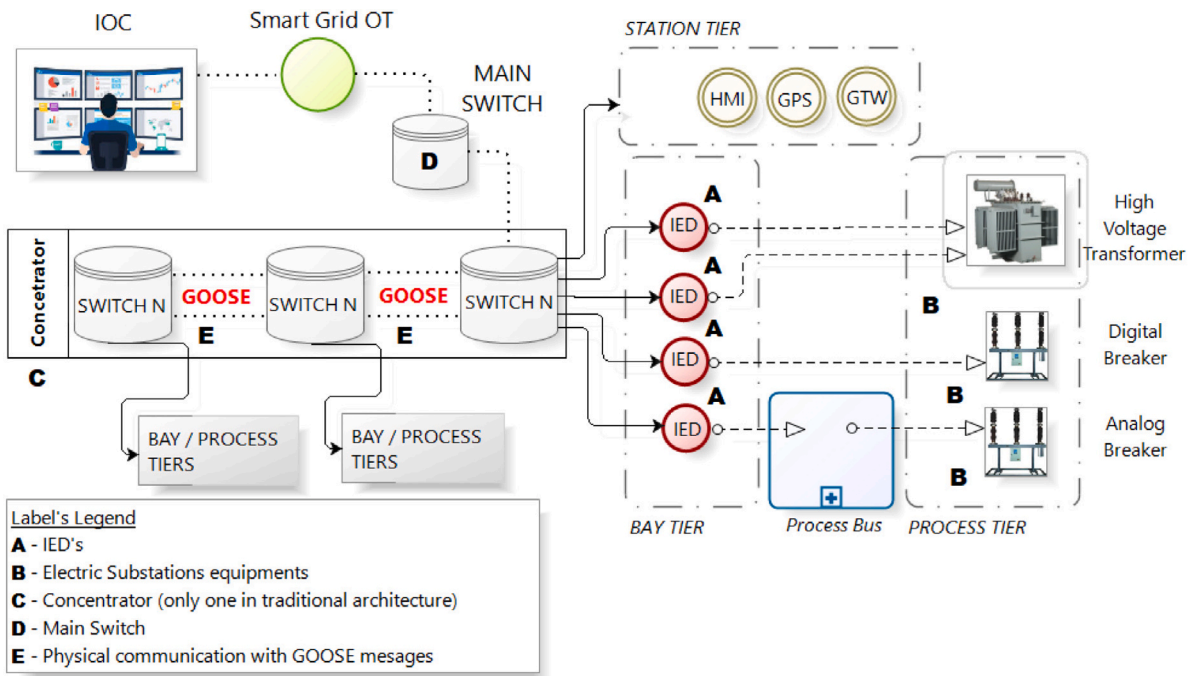 IOC
Smart Grid OT
MAIN
SWITCH
D
STATION TIER
HMI
GPS
GTW
Concetrator
C
SWITCH N
GOOSE
E
SWITCH N
GOOSE
E
SWITCH N
BAY / PROCESS
TIERS
BAY / PROCESS
TIERS
A
IED
A
IED
A
IED
A
IED
BAY TIER
Process Bus
B
B
B
PROCESS TIER
High
Voltage
Transformer
Digital
Breaker
Analog
Breaker
Label's Legend
A - IED's
B - Electric Substations equipments
C - Concentrator (only one in traditional architecture)
D - Main Switch
E - Physical communication with GOOSE mesages